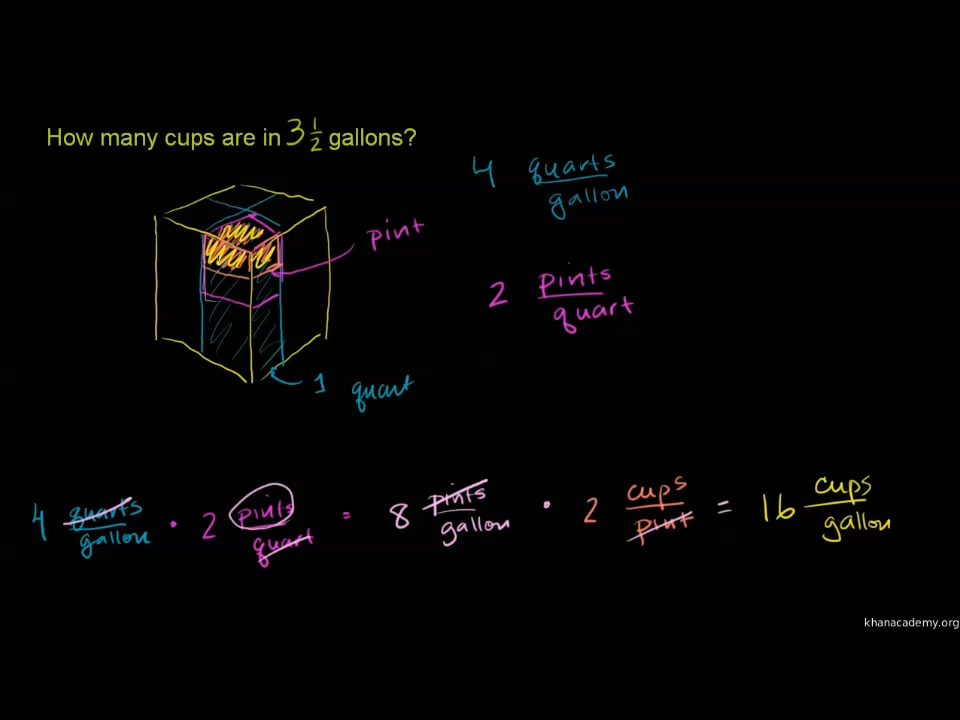 How many cups are in 3 1/2 gallons?
4 quarts/gallon
pint
2 pints/quart
1 quart
4 quarts/gallon · 2 pints/quart = 8 pints/gallon · 2 cups/pint = 16 cups/gallon
khanacademy.org